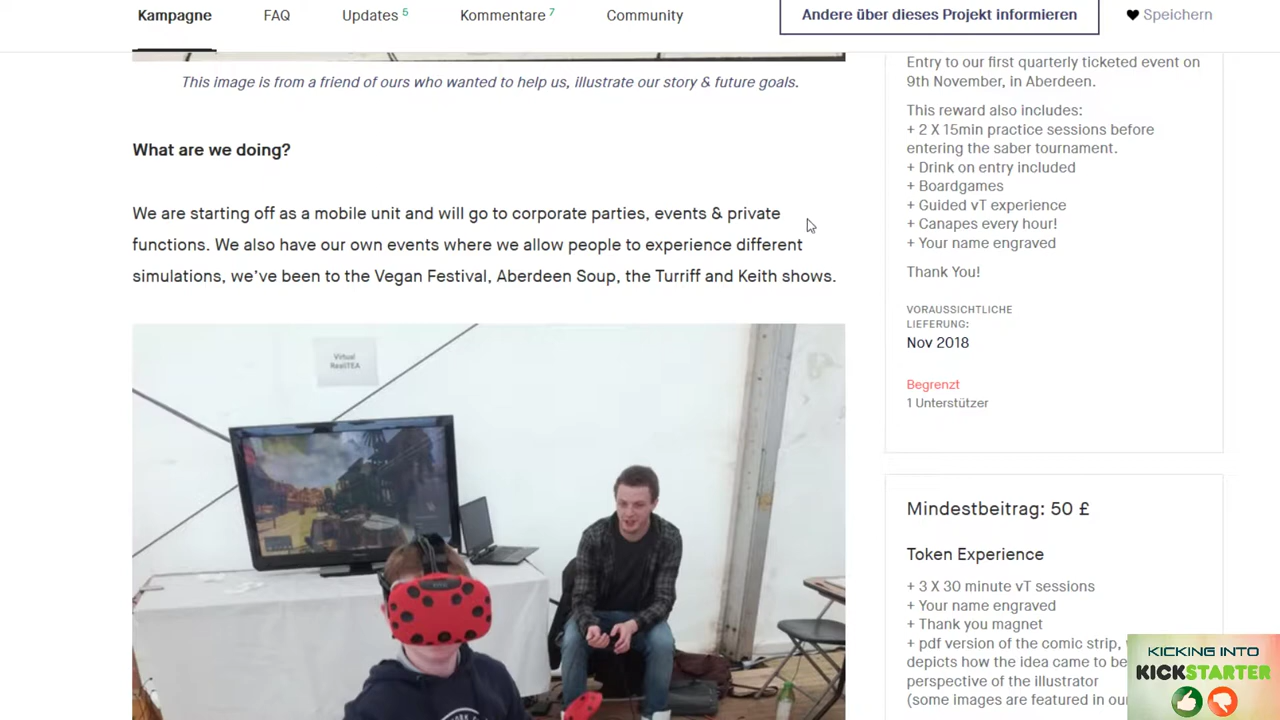 Kampagne FAQ Updates 5 Kommentare 7 Community Andere über dieses Projekt informieren Speichern
This image is from a friend of ours who wanted to help us, illustrate our story & future goals.
What are we doing?
We are starting off as a mobile unit and will go to corporate parties, events & private
functions. We also have our own events where we allow people to experience different
simulations, we've been to the Vegan Festival, Aberdeen Soup, the Turriff and Keith shows.
Virtual
RealiTEA
Entry to our first quarterly ticketed event on
9th November, in Aberdeen.
This reward also includes:
+ 2 X 15min practice sessions before
entering the saber tournament.
+ Drink on entry included
+ Boardgames
+ Guided vT experience
+ Canapes every hour!
+ Your name engraved
Thank You!
VORAUSSICHTLICHE
LIEFERUNG:
Nov 2018
Begrenzt
1 Unterstützer
Mindestbeitrag: 50 £
Token Experience
+ 3 X 30 minute vT sessions
+ Your name engraved
+ Thank you magnet
+ pdf version of the comic strip,
depicts how the idea came to be
perspective of the illustrator
(some images are featured in our
KICKING INTO
KICKSTARTER